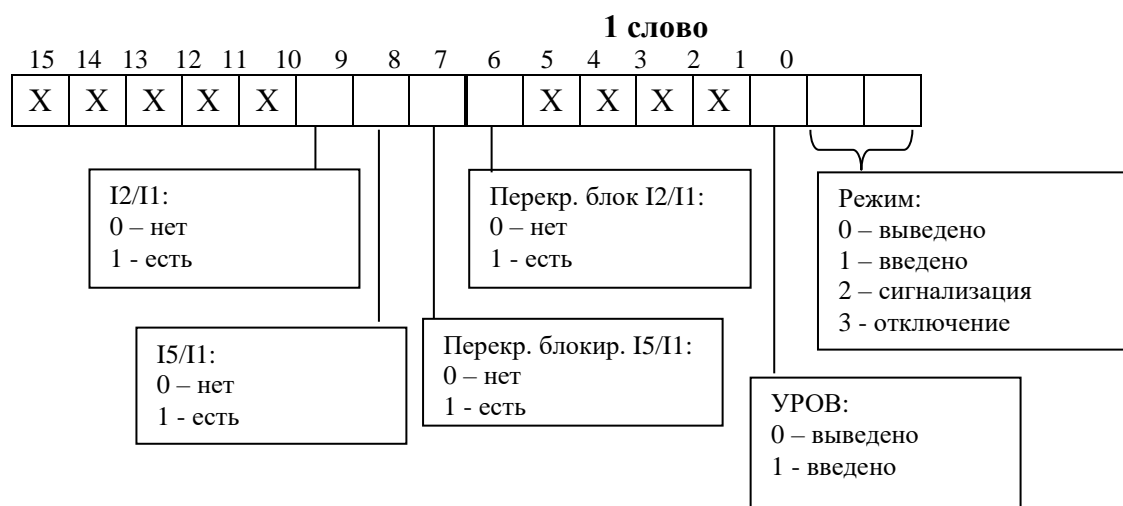 1 слово
15 14 13 12 11 10 9 8 7 6 5 4 3 2 1 0
X X X X X X X X X
I2/I1:
0 – нет
1 - есть
Перекр. блок I2/I1:
0 – нет
1 - есть
Режим:
0 – выведено
1 – введено
2 – сигнализация
3 - отключение
I5/I1:
0 – нет
1 - есть
Перекр. блокир. I5/I1:
0 – нет
1 - есть
УРОВ:
0 – выведено
1 - введено